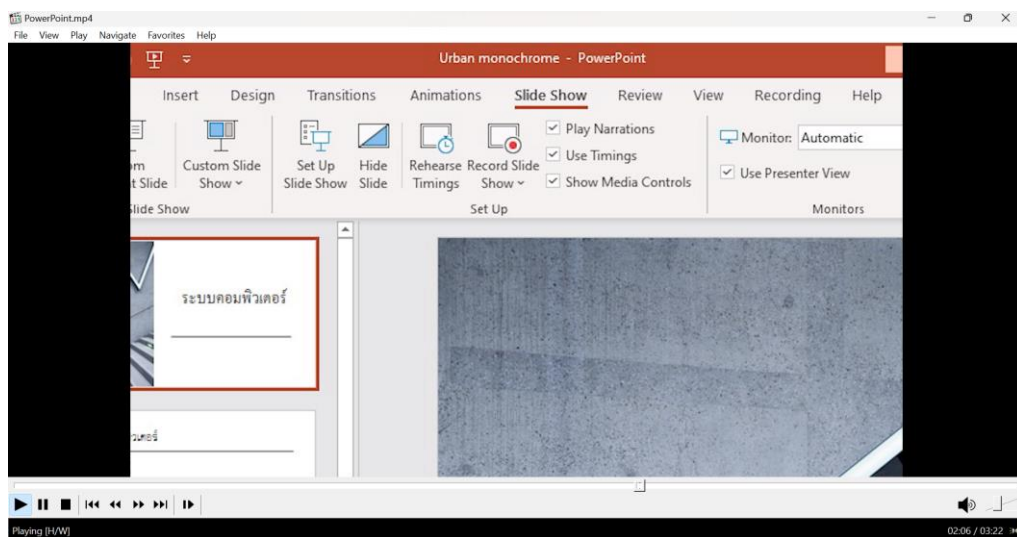 PowerPoint.mp4
File View Play Navigate Favorites Help
Urban monochrome - PowerPoint
Insert Design Transitions Animations Slide Show Review View Recording Help
Custom Slide Show
Set Up Slide Show
Hide Slide
Rehearse Timings
Record Slide Show
Play Narrations
Use Timings
Show Media Controls
Monitor: Automatic
Use Presenter View
Slide Show
Set Up
Monitors
ระบบคอมพิวเตอร์
Playing [H/W]
02:06 / 03:22